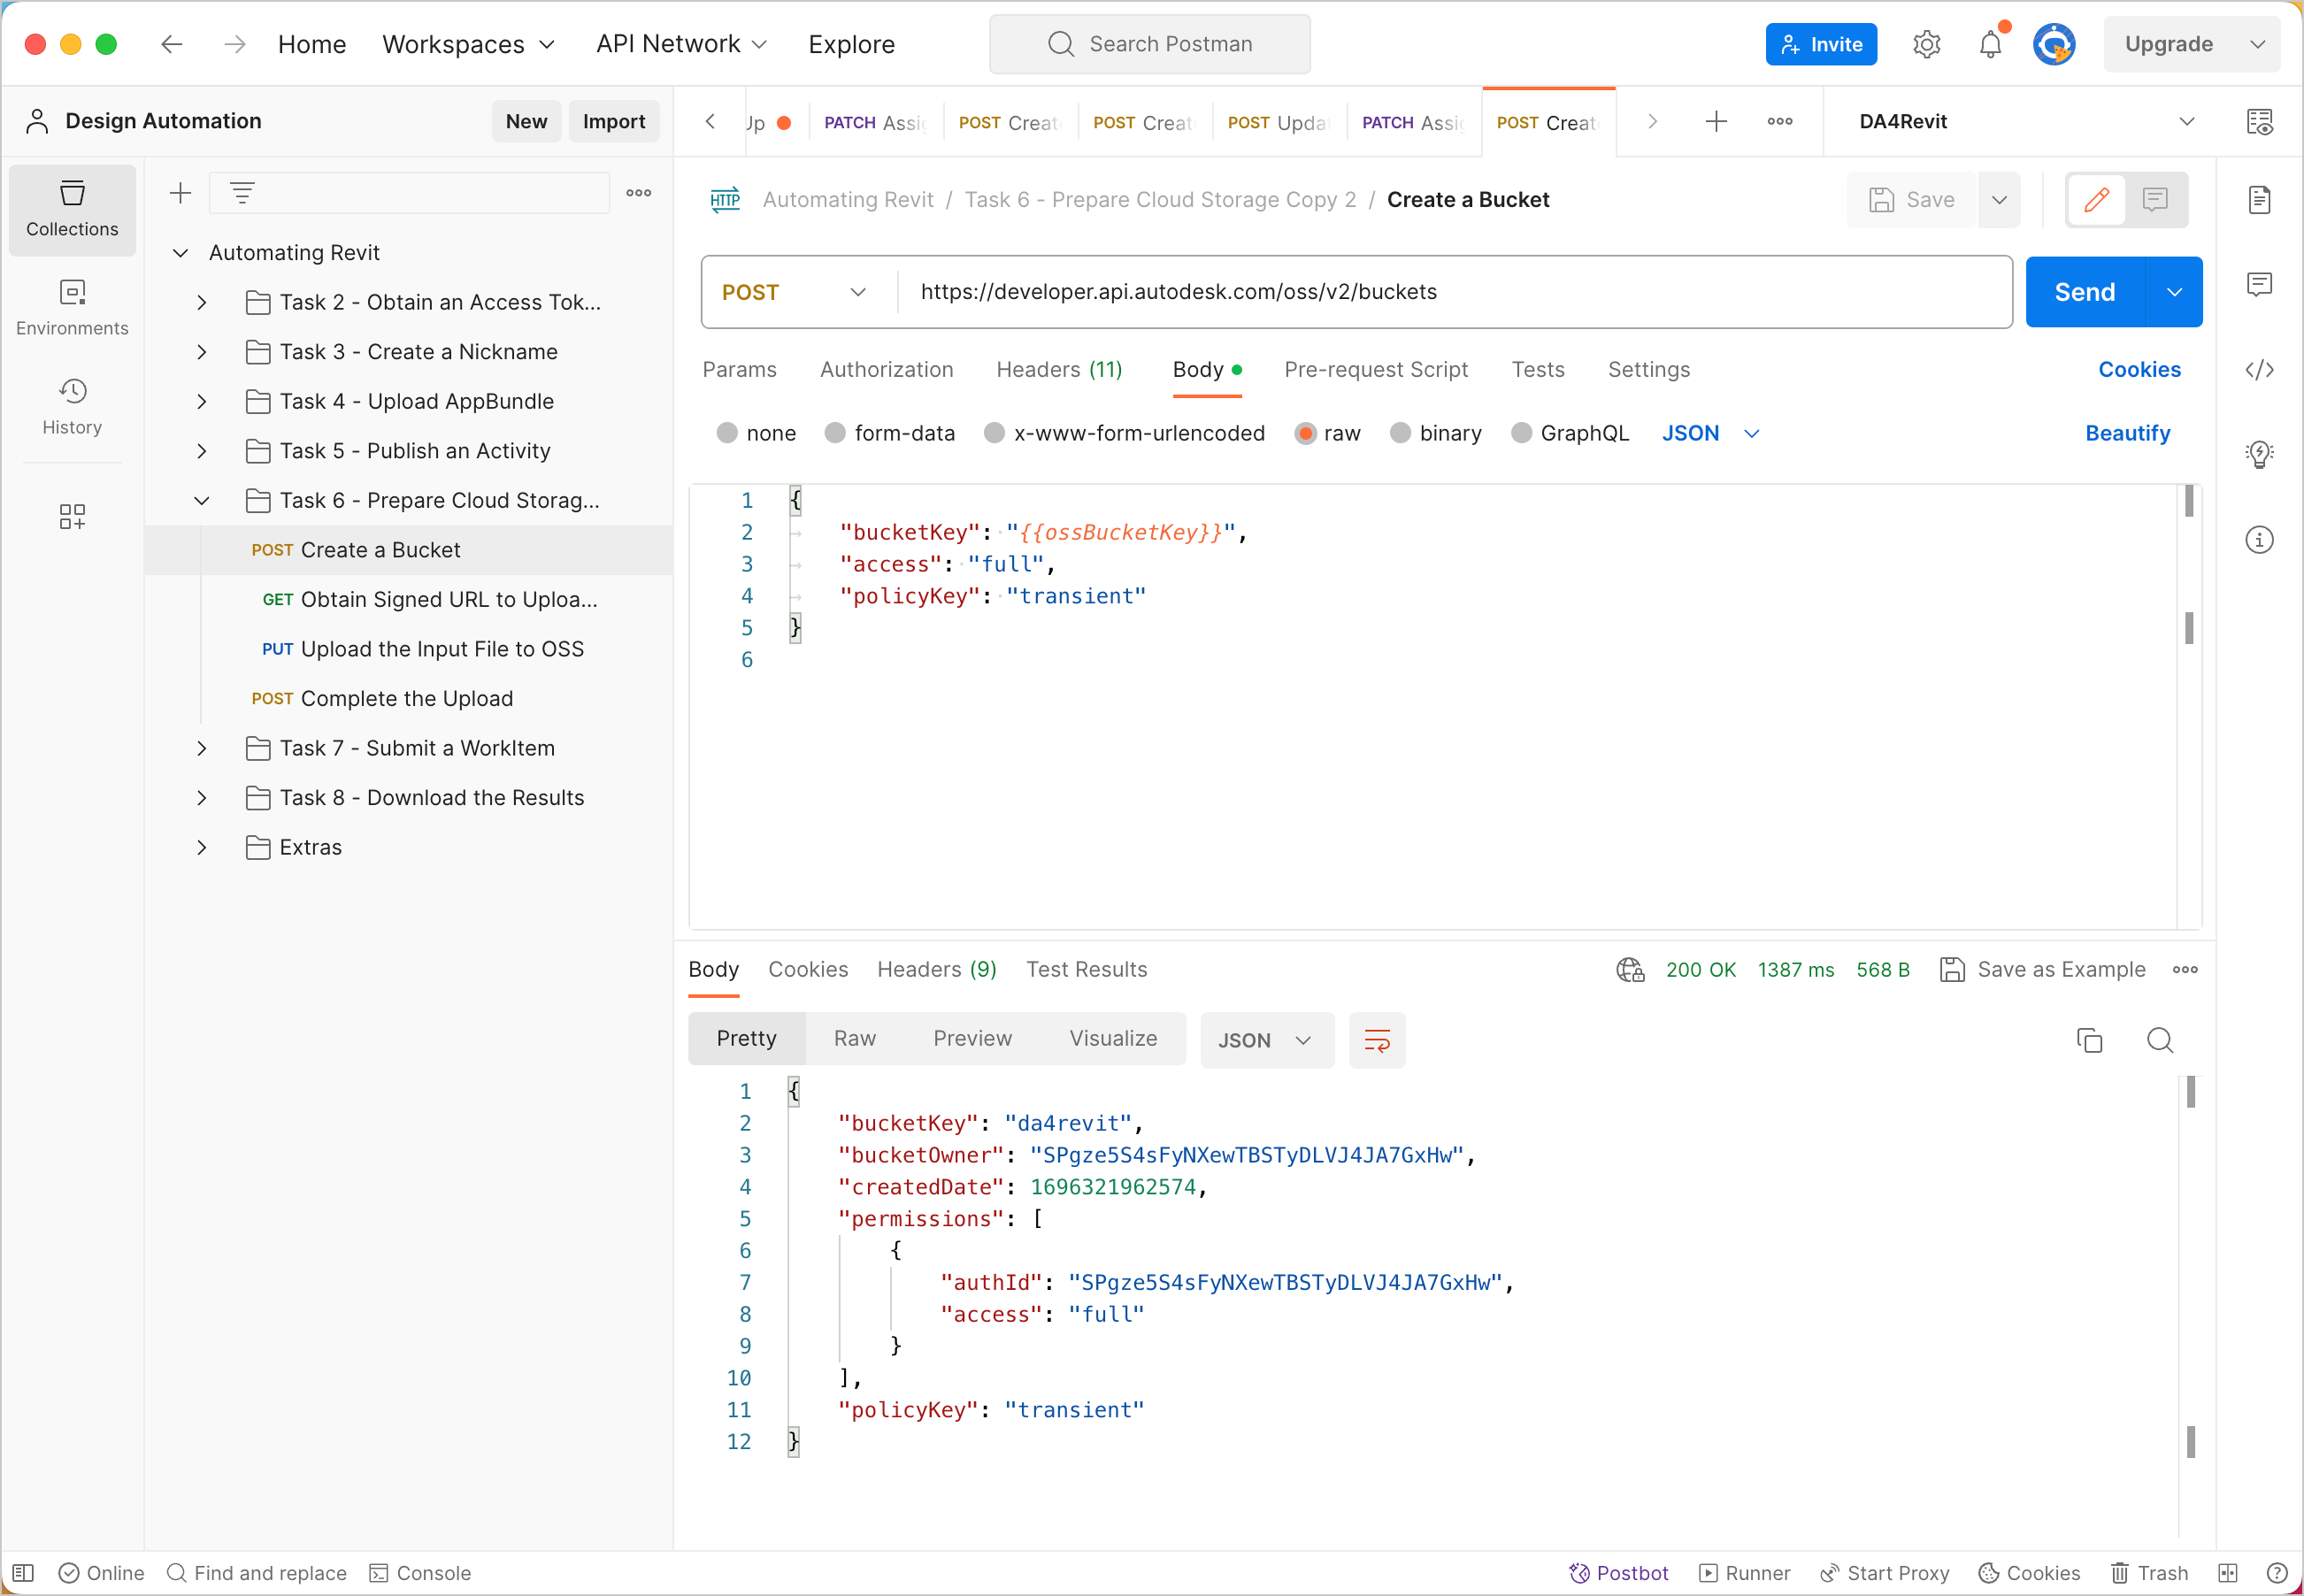 Home Workspaces API Network Explore Search Postman Invite Upgrade
Design Automation New Import
Up PATCH Assi POST Creat POST Creat POST Upda PATCH Assi POST Creat DA4Revit
Collections
Environments
History
Automating Revit
Task 2 - Obtain an Access Tok...
Task 3 - Create a Nickname
Task 4 - Upload AppBundle
Task 5 - Publish an Activity
Task 6 - Prepare Cloud Storag...
POST Create a Bucket
GET Obtain Signed URL to Uploa...
PUT Upload the Input File to OSS
POST Complete the Upload
Task 7 - Submit a WorkItem
Task 8 - Download the Results
Extras
HTTP Automating Revit / Task 6 - Prepare Cloud Storage Copy 2 / Create a Bucket Save
POST https://developer.api.autodesk.com/oss/v2/buckets Send
Params Authorization Headers (11) Body Pre-request Script Tests Settings Cookies
none form-data x-www-form-urlencoded raw binary GraphQL JSON Beautify
1 {
2 "bucketKey": "{{ossBucketKey}}",
3 "access": "full",
4 "policyKey": "transient"
5 }
6
Body Cookies Headers (9) Test Results 200 OK 1387 ms 568 B Save as Example
Pretty Raw Preview Visualize JSON
1 {
2 "bucketKey": "da4revit",
3 "bucketOwner": "SPgze5S4sFyNXewTBSTyDLVJ4JA7GxHw",
4 "createdDate": 1696321962574,
5 "permissions": [
6 {
7 "authId": "SPgze5S4sFyNXewTBSTyDLVJ4JA7GxHw",
8 "access": "full"
9 }
10 ],
11 "policyKey": "transient"
12 }
Online Find and replace Console Postbot Runner Start Proxy Cookies Trash